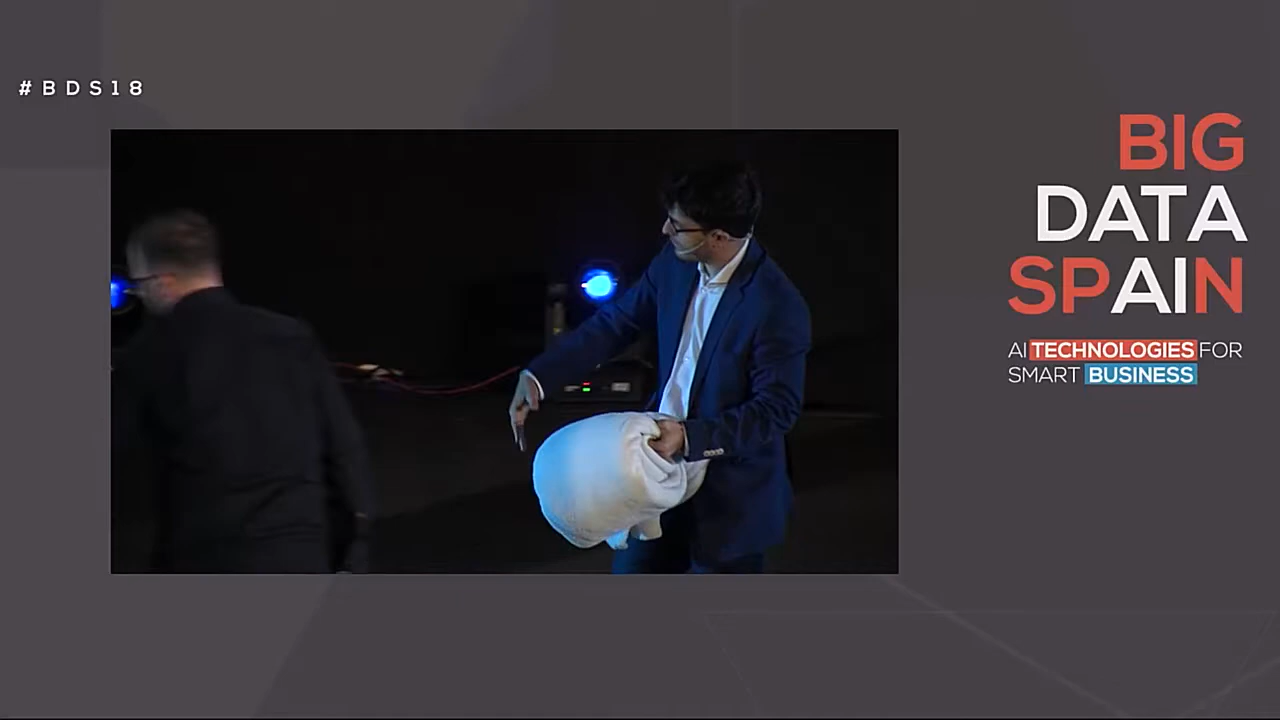 #BDS18
BIG
DATA
SPAIN
AI TECHNOLOGIES FOR
SMART BUSINESS